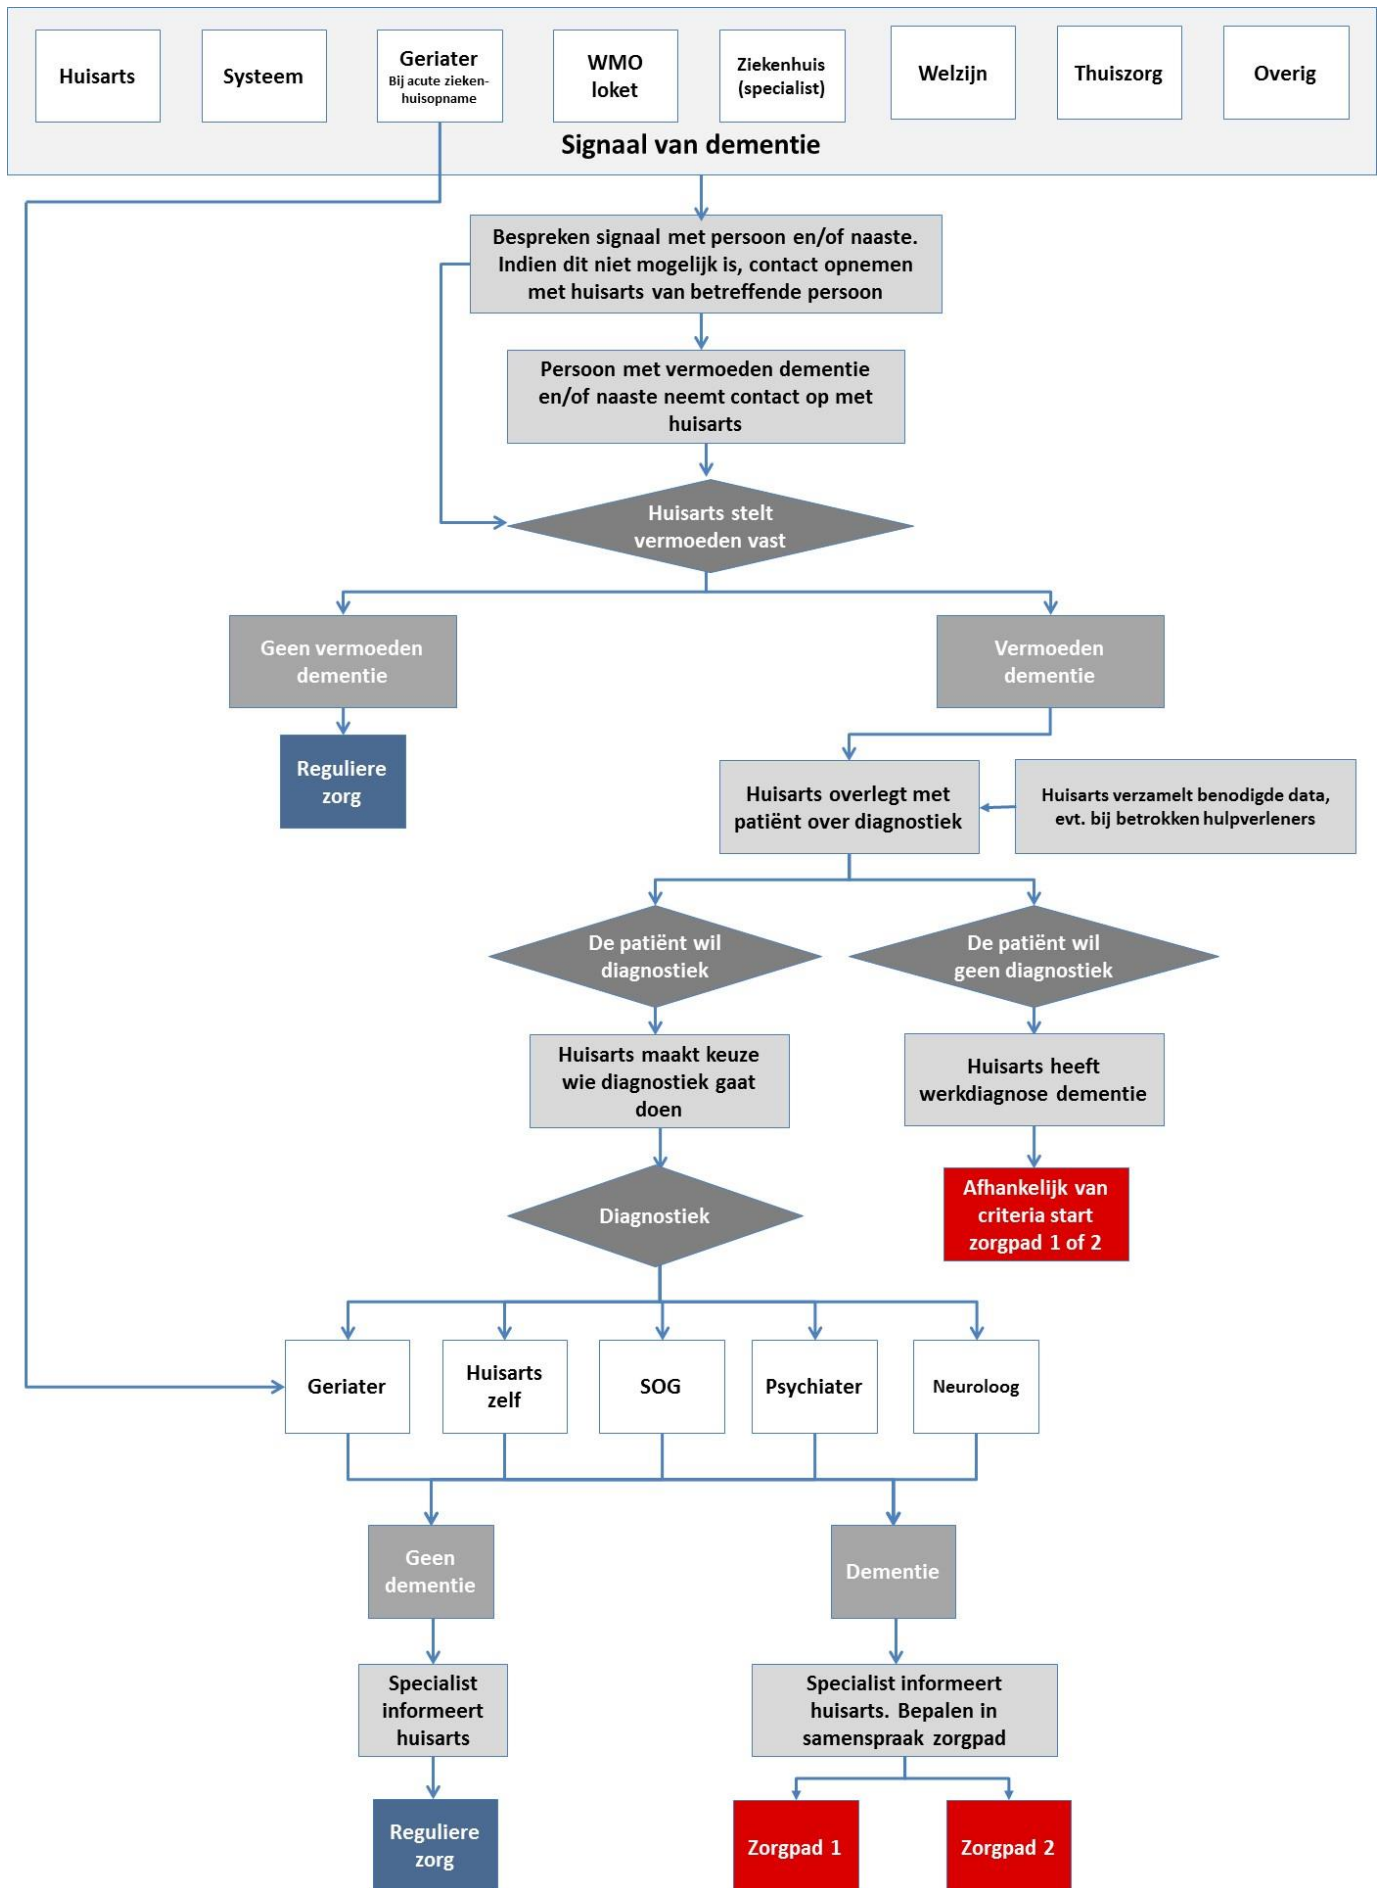 Huisarts
Systeem
Geriater
Bij acute zieken-
huisopname
WMO
loket
Ziekenhuis
(specialist)
Welzijn
Thuiszorg
Overig
Signaal van dementie
Bespreken signaal met persoon en/of naaste.
Indien dit niet mogelijk is, contact opnemen
met huisarts van betreffende persoon
Persoon met vermoeden dementie
en/of naaste neemt contact op met
huisarts
Huisarts stelt
vermoeden vast
Geen vermoeden
dementie
Vermoeden
dementie
Reguliere
zorg
Huisarts overlegt met
patiënt over diagnostiek
Huisarts verzamelt benodigde data,
evt. bij betrokken hulpverleners
De patiënt wil
diagnostiek
De patiënt wil
geen diagnostiek
Huisarts maakt keuze
wie diagnostiek gaat
doen
Huisarts heeft
werkdiagnose dementie
Diagnostiek
Afhankelijk van
criteria start
zorgpad 1 of 2
Geriater
Huisarts
zelf
SOG
Psychiater
Neuroloog
Geen
dementie
Dementie
Specialist
informeert
huisarts
Specialist informeert
huisarts. Bepalen in
samenspraak zorgpad
Reguliere
zorg
Zorgpad 1
Zorgpad 2